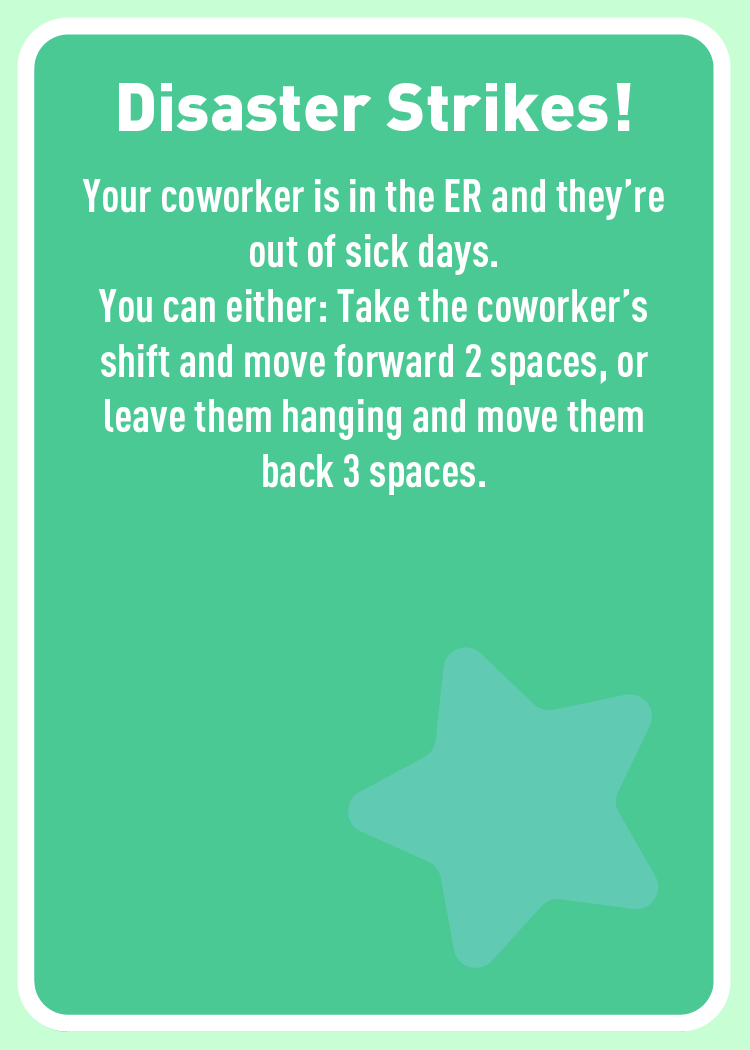 Disaster Strikes!
Your coworker is in the ER and they’re
out of sick days.
You can either: Take the coworker’s
shift and move forward 2 spaces, or
leave them hanging and move them
back 3 spaces.